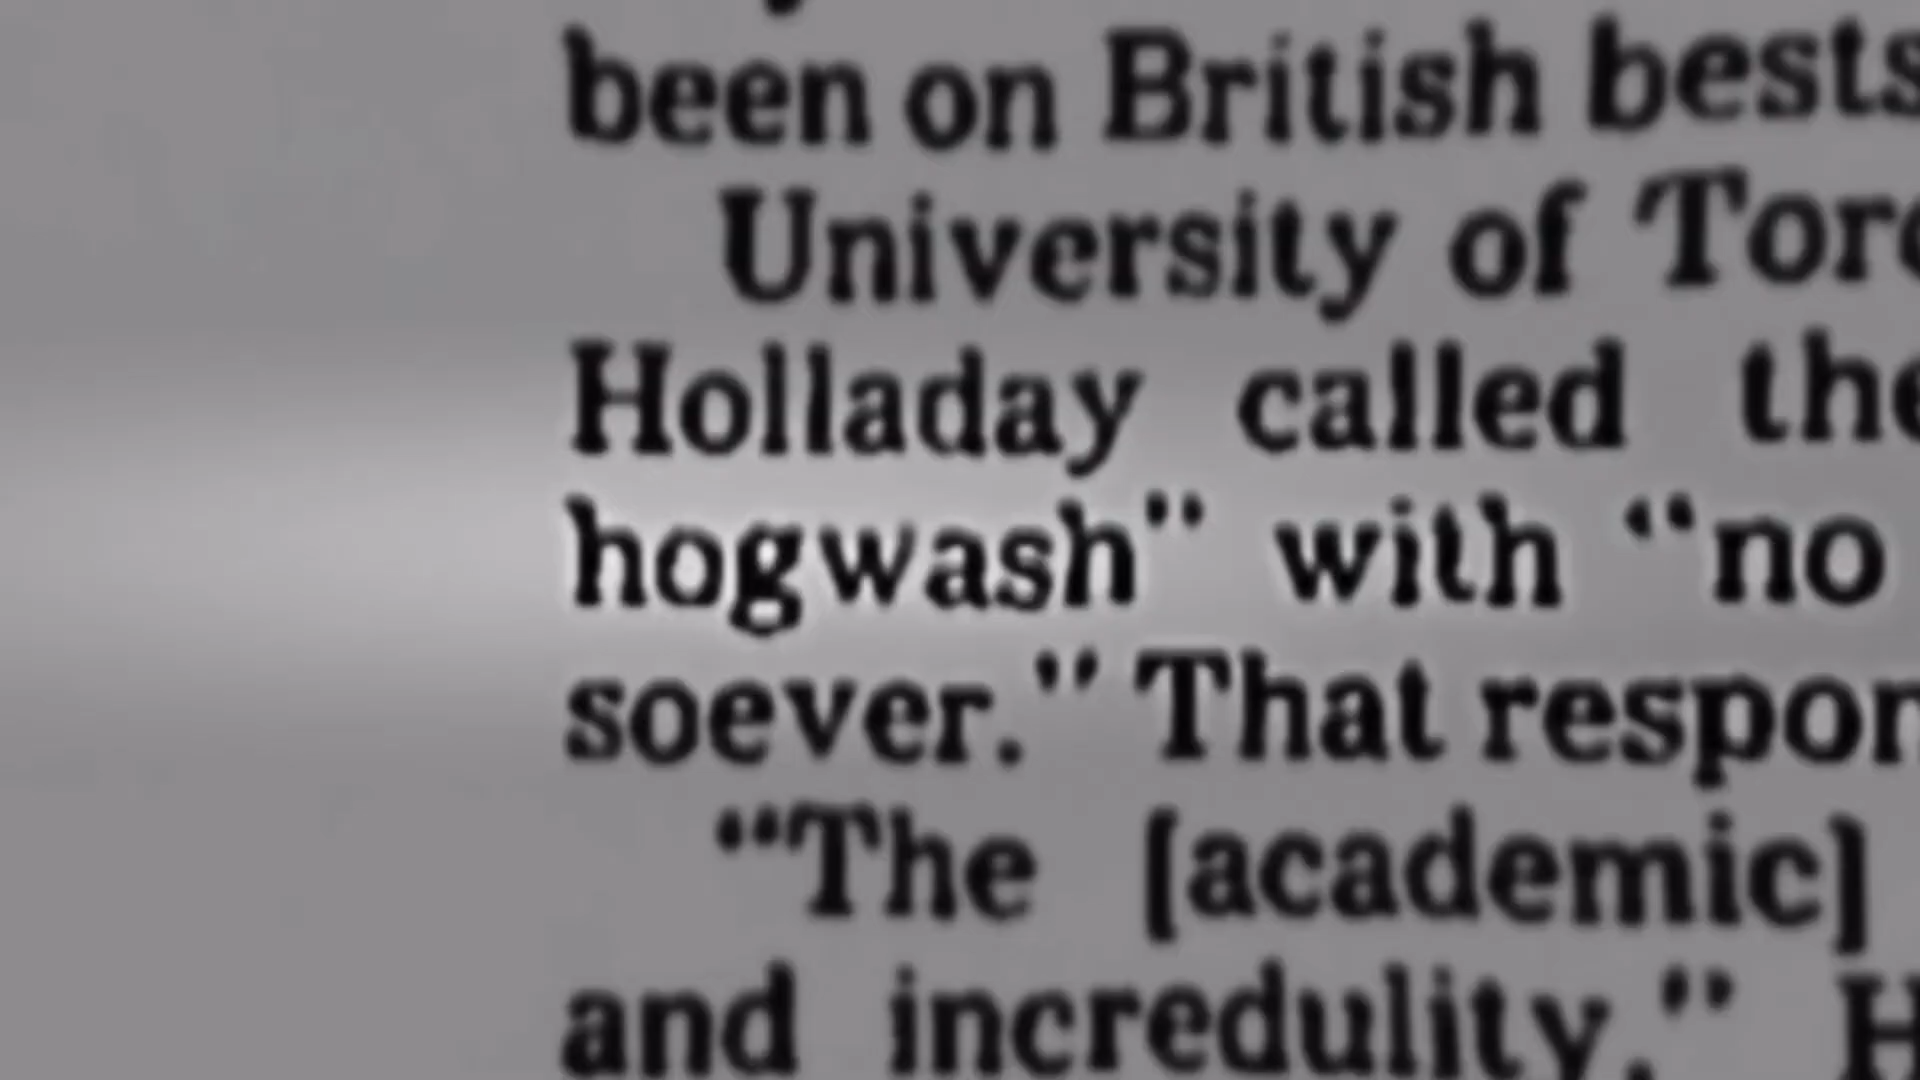 been on British bests
University of Toro
Holladay called the
hogwash" with "no
soever." That respon
"The [academic]
and incredulity." H